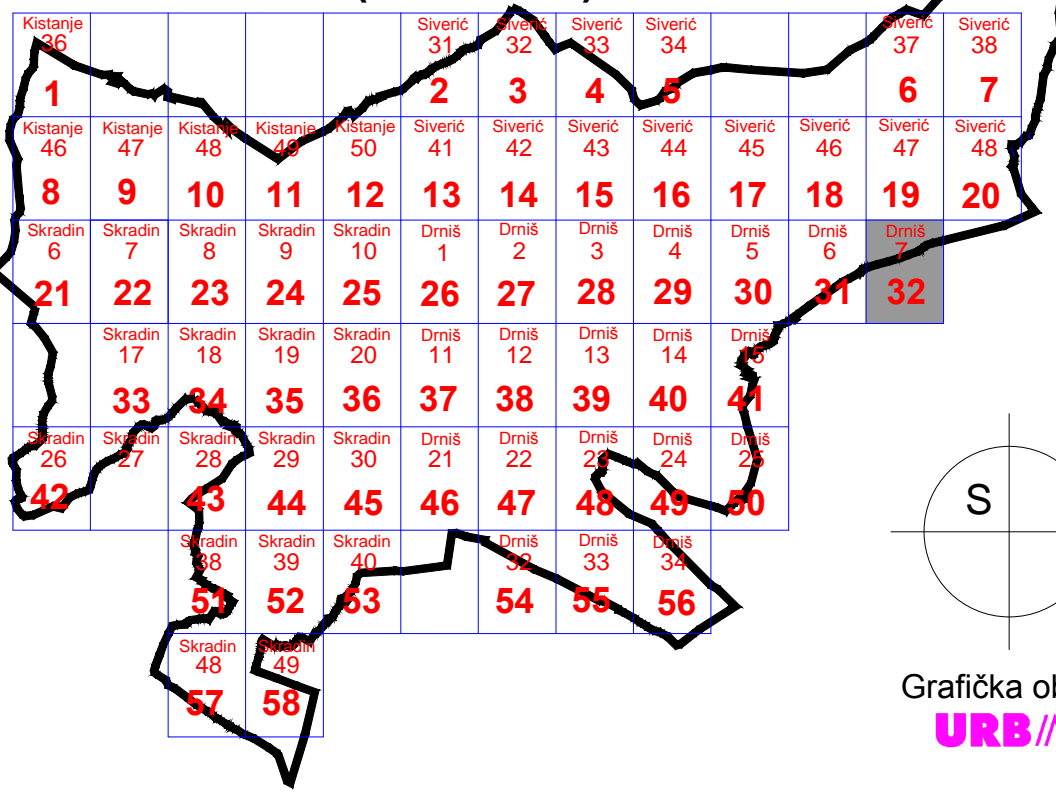 Kistanje Siverić Siverić Siverić Siverić Siverić Siverić
36 31 32 33 34 37 38
1 2 3 4 5 6 7
Kistanje Kistanje Kistanje Kistanje Kistanje Siverić Siverić Siverić Siverić Siverić Siverić Siverić Siverić
46 47 48 49 50 41 42 43 44 45 46 47 48
8 9 10 11 12 13 14 15 16 17 18 19 20
Skradin Skradin Skradin Skradin Skradin Drniš Drniš Drniš Drniš Drniš Drniš Drniš
6 7 8 9 10 1 2 3 4 5 6 7
21 22 23 24 25 26 27 28 29 30 31 32
Skradin Skradin Skradin Skradin Drniš Drniš Drniš Drniš Drniš
17 18 19 20 11 12 13 14 15
33 34 35 36 37 38 39 40 41
Skradin Skradin Skradin Skradin Skradin Drniš Drniš Drniš Drniš Drniš
26 27 28 29 30 21 22 23 24 25
42 43 44 45 46 47 48 49 50
Skradin Skradin Skradin Drniš Drniš Drniš
38 39 40 32 33 34
51 52 53 54 55 56
Skradin Skradin
48 49
57 58
S
Grafička ob
URB//